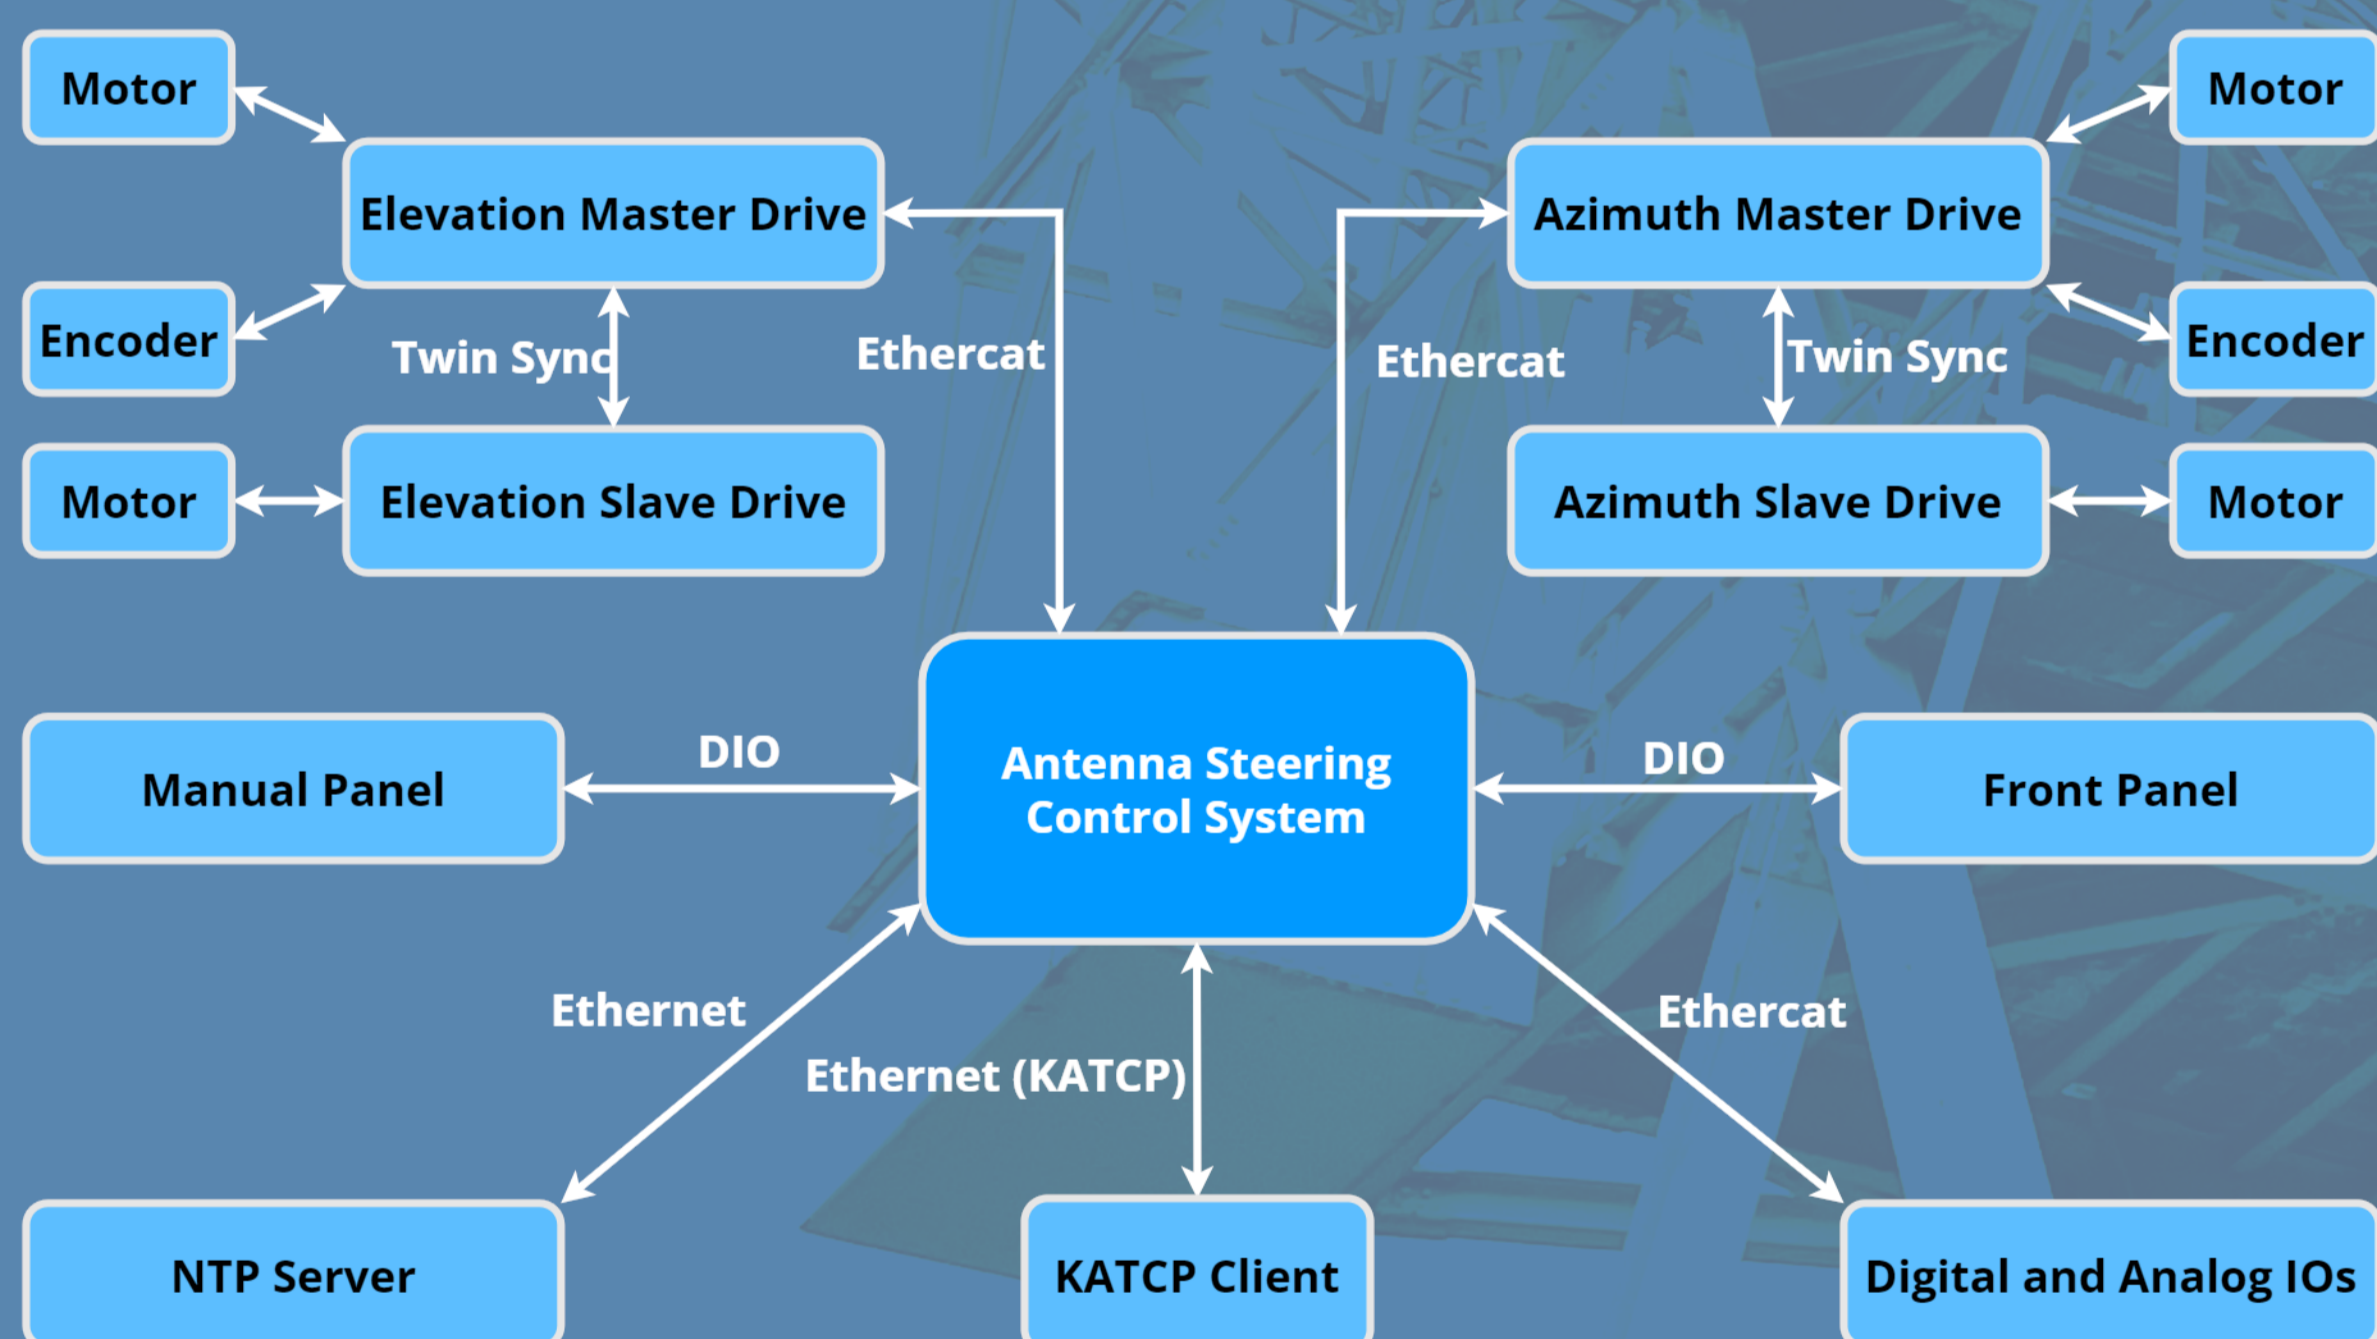 Motor
Motor
Elevation Master Drive
Azimuth Master Drive
Encoder
Twin Sync
Ethercat
Ethercat
Twin Sync
Encoder
Motor
Elevation Slave Drive
Azimuth Slave Drive
Motor
Manual Panel
DIO
Antenna Steering
Control System
DIO
Front Panel
Ethernet
Ethernet (KATCP)
Ethercat
NTP Server
KATCP Client
Digital and Analog IOs